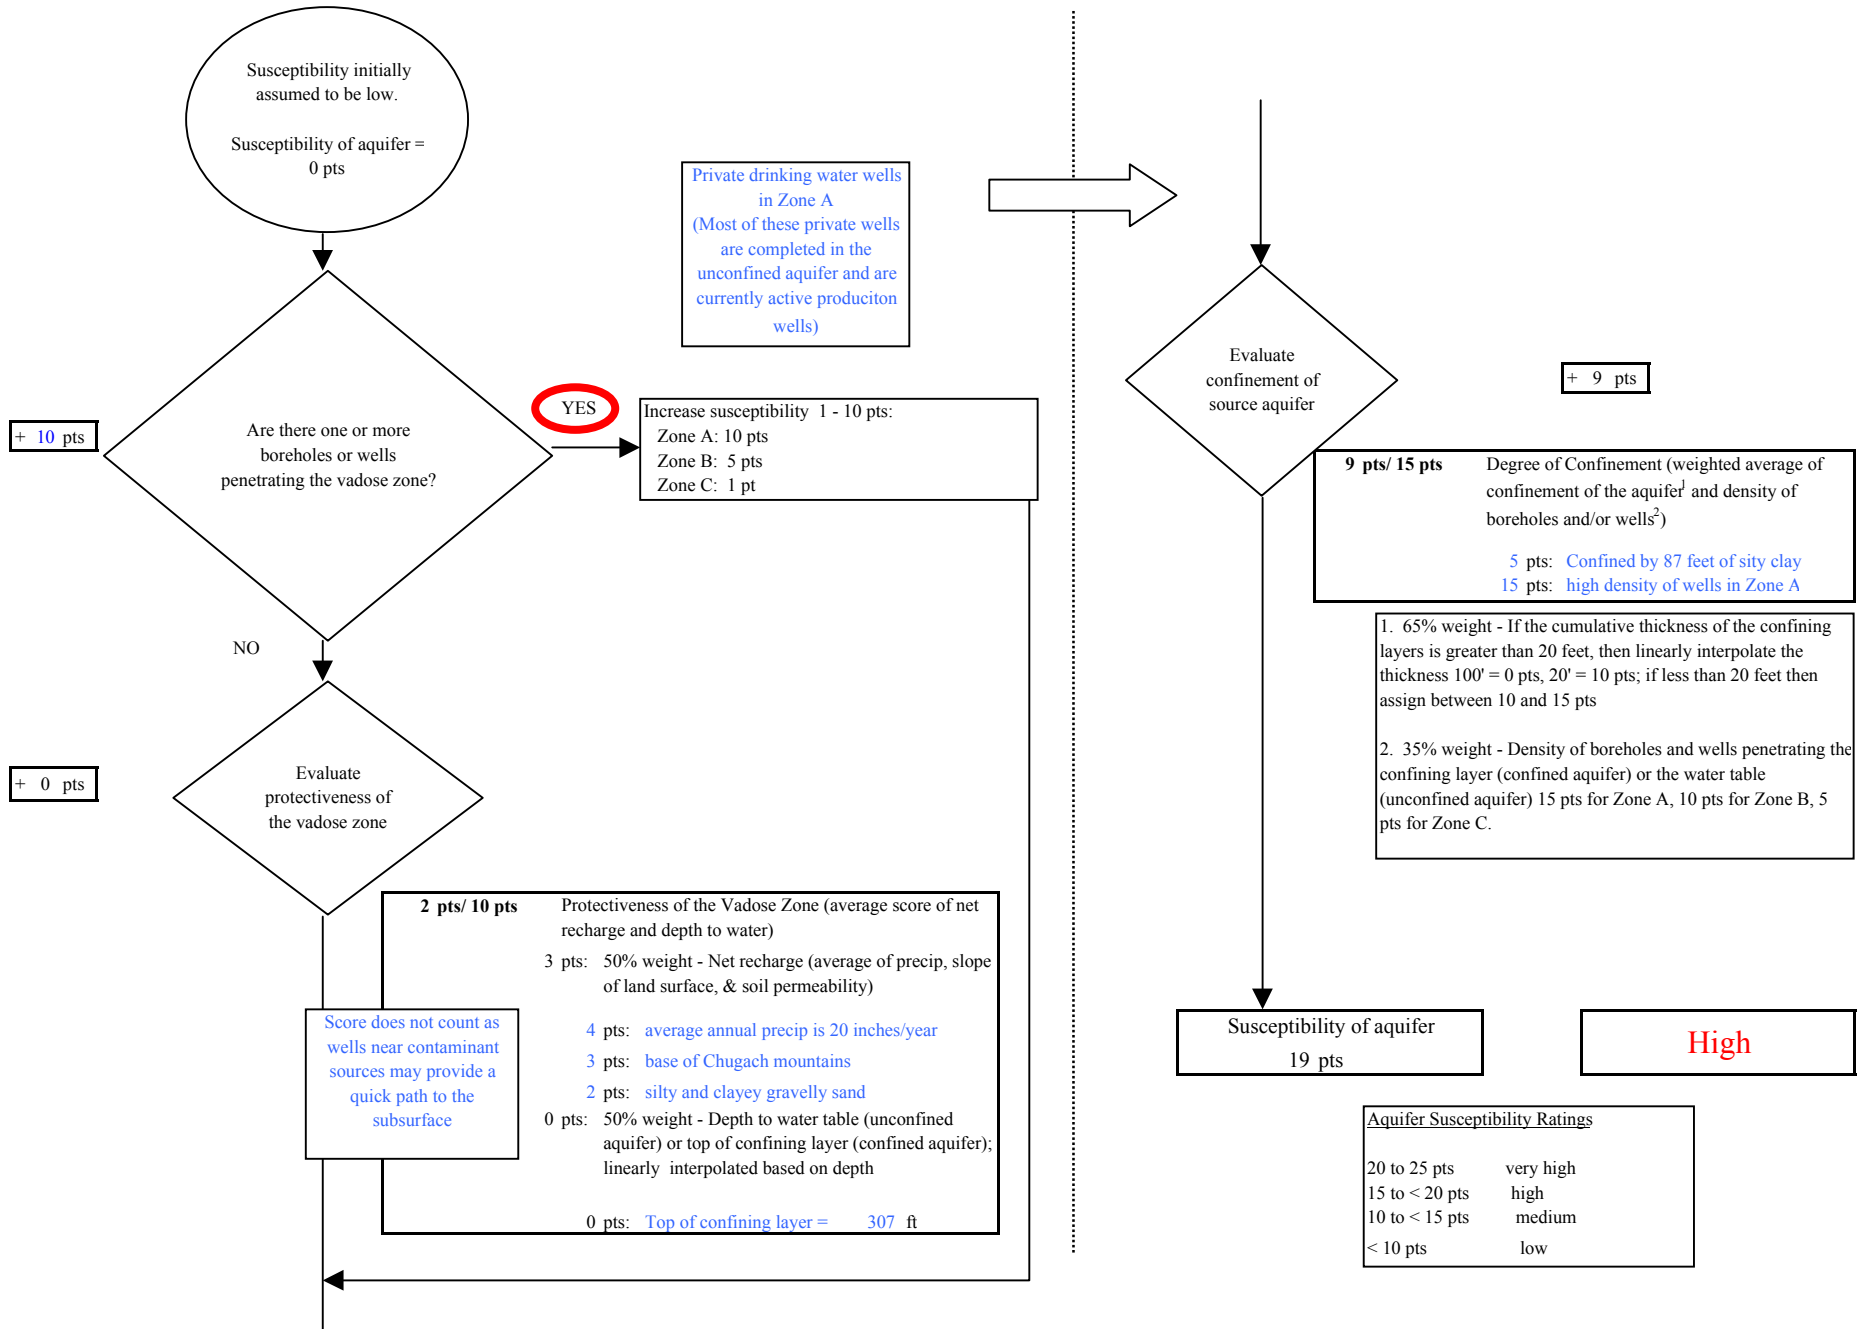 Susceptibility initially
assumed to be low.
Susceptibility of aquifer =
0 pts
Private drinking water wells
in Zone A
(Most of these private wells
are completed in the
unconfined aquifer and are
currently active produciton
wells)
+ 10 pts
Are there one or more
boreholes or wells
penetrating the vadose zone?
YES
Increase susceptibility 1 - 10 pts:
Zone A: 10 pts
Zone B: 5 pts
Zone C: 1 pt
NO
+ 0 pts
Evaluate
protectiveness of
the vadose zone
2 pts/ 10 pts Protectiveness of the Vadose Zone (average score of net
recharge and depth to water)
3 pts: 50% weight - Net recharge (average of precip, slope
of land surface, & soil permeability)
4 pts: average annual precip is 20 inches/year
3 pts: base of Chugach mountains
2 pts: silty and clayey gravelly sand
0 pts: 50% weight - Depth to water table (unconfined
aquifer) or top of confining layer (confined aquifer);
linearly interpolated based on depth
0 pts: Top of confining layer = 307 ft
Score does not count as
wells near contaminant
sources may provide a
quick path to the
subsurface
Evaluate
confinement of
source aquifer
+ 9 pts
9 pts/ 15 pts Degree of Confinement (weighted average of
confinement of the aquifer1 and density of
boreholes and/or wells2)
5 pts: Confined by 87 feet of sity clay
15 pts: high density of wells in Zone A
1. 65% weight - If the cumulative thickness of the confining
layers is greater than 20 feet, then linearly interpolate the
thickness 100' = 0 pts, 20' = 10 pts; if less than 20 feet then
assign between 10 and 15 pts
2. 35% weight - Density of boreholes and wells penetrating the
confining layer (confined aquifer) or the water table
(unconfined aquifer) 15 pts for Zone A, 10 pts for Zone B, 5
pts for Zone C.
Susceptibility of aquifer
19 pts
High
Aquifer Susceptibility Ratings
20 to 25 pts very high
15 to < 20 pts high
10 to < 15 pts medium
< 10 pts low